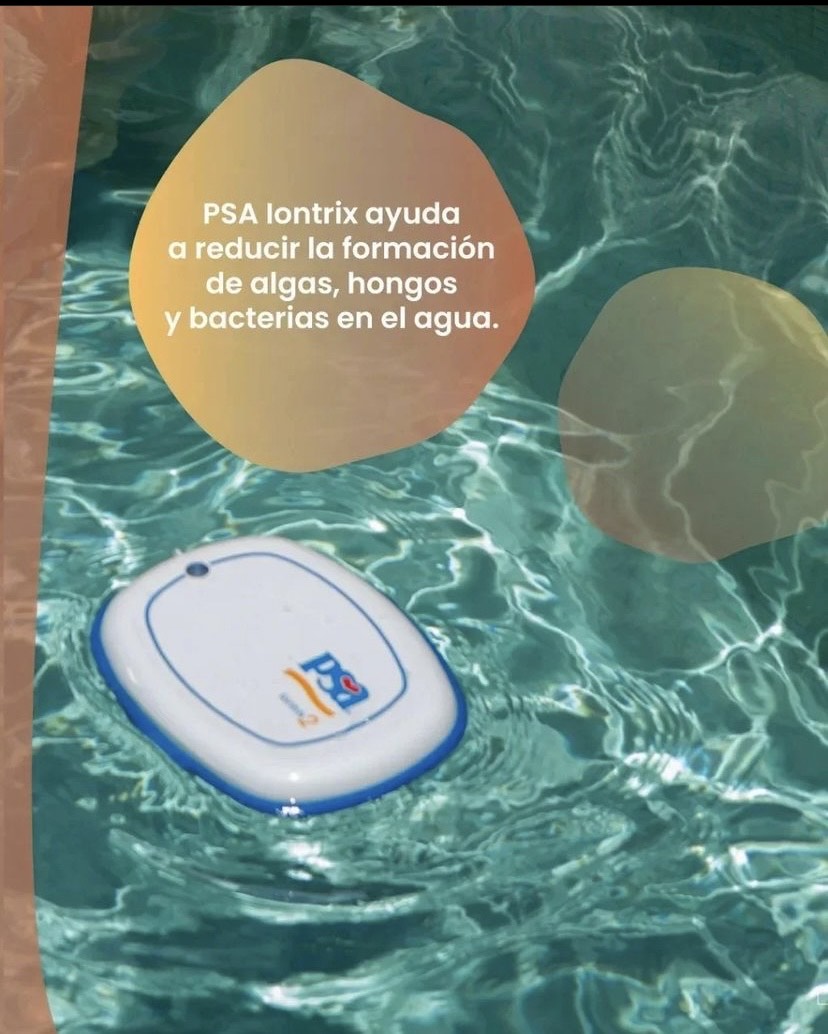 PSA Iontrix ayuda
a reducir la formación
de algas, hongos
y bacterias en el agua.
psa